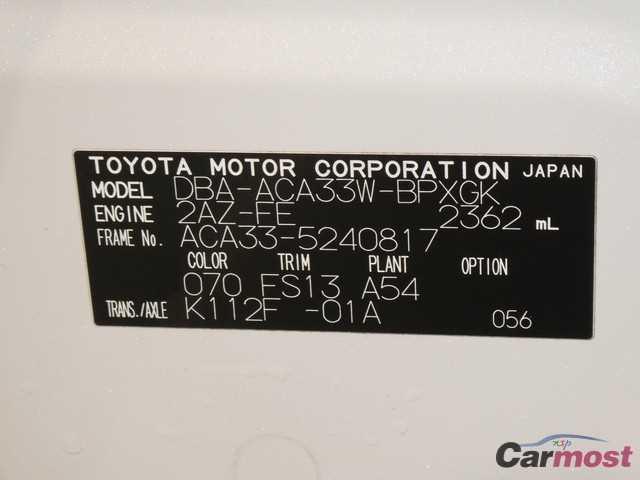 TOYOTA MOTOR CORPORATION JAPAN
MODEL DBA-ACA33W-BPXGK
ENGINE 2AZ-FE 2362 mL
FRAME No. ACA33-5240817
COLOR TRIM PLANT OPTION
070 FS13 A54
TRANS./AXLE K112F -01A 056
Carmost